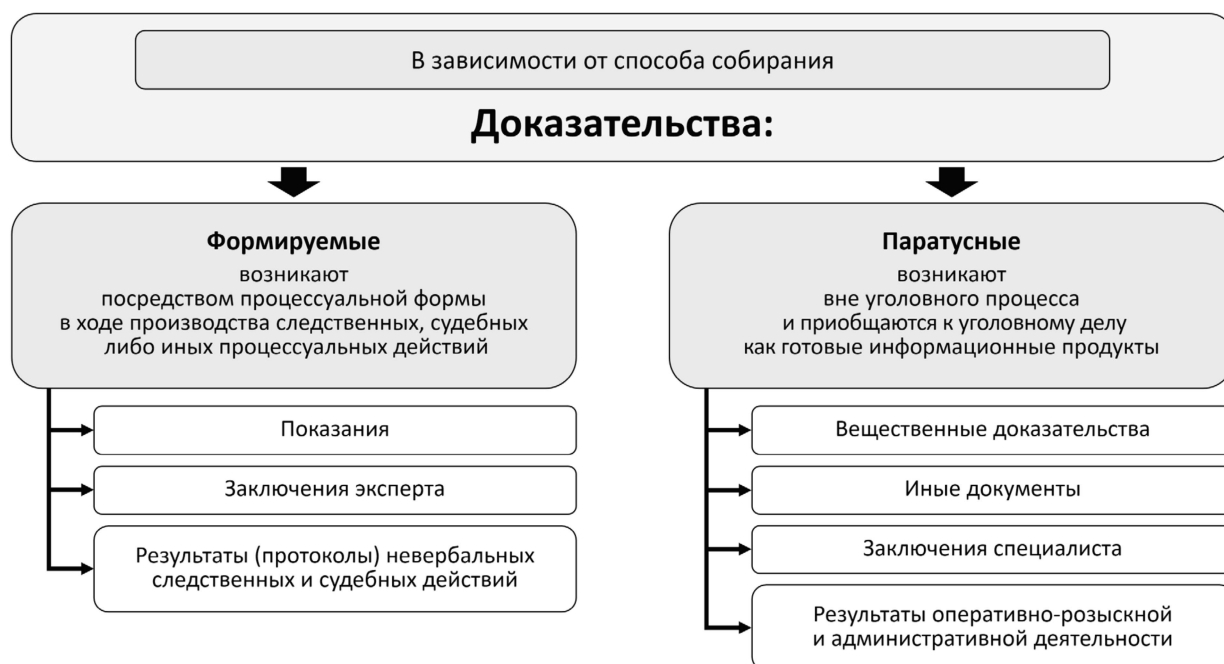 В зависимости от способа собирания
Доказательства:
Формируемые
возникают
посредством процессуальной формы
в ходе производства следственных, судебных
либо иных процессуальных действий
Показания
Заключения эксперта
Результаты (протоколы) невербальных
следственных и судебных действий
Паратусные
возникают
вне уголовного процесса
и приобщаются к уголовному делу
как готовые информационные продукты
Вещественные доказательства
Иные документы
Заключения специалиста
Результаты оперативно-розыскной
и административной деятельности